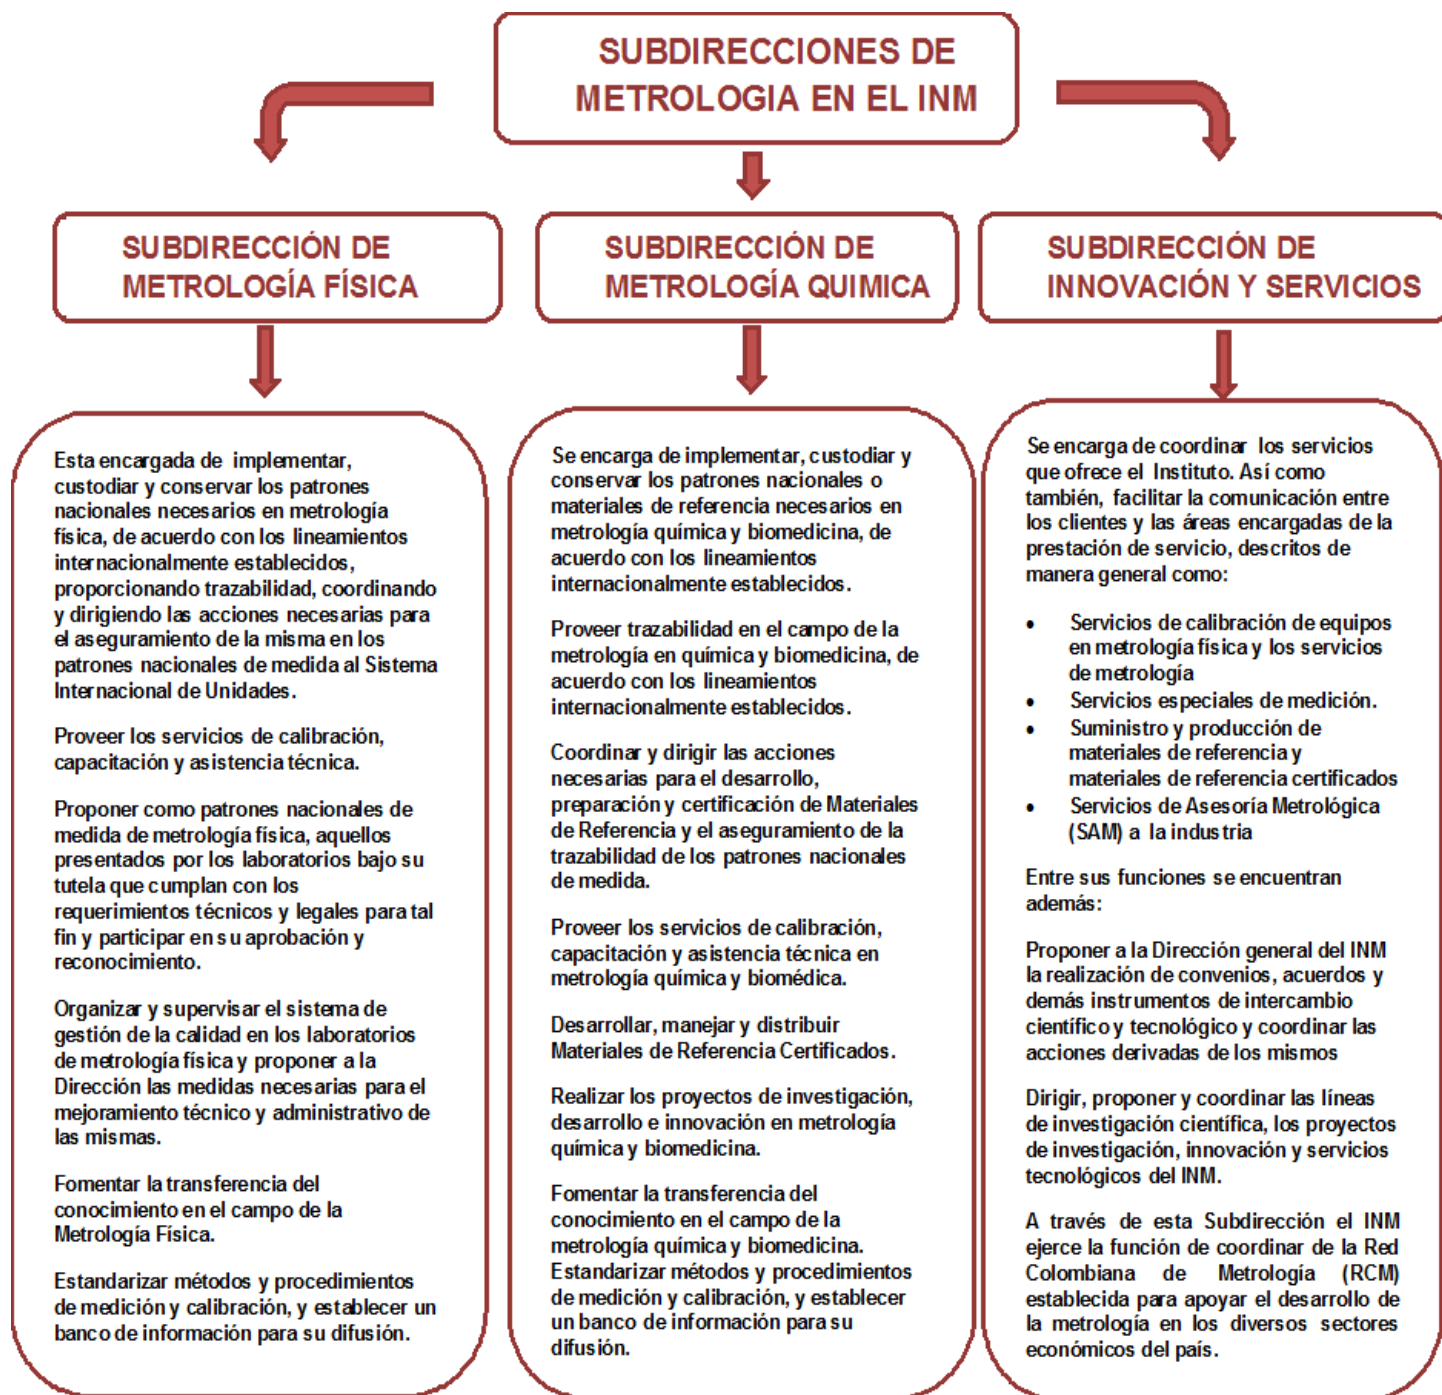 SUBDIRECCIONES DE
METROLOGIA EN EL INM
SUBDIRECCIÓN DE
METROLOGÍA FÍSICA
SUBDIRECCIÓN DE
METROLOGÍA QUIMICA
SUBDIRECCIÓN DE
INNOVACIÓN Y SERVICIOS
Esta encargada de implementar,
custodiar y conservar los patrones
nacionales necesarios en metrología
física, de acuerdo con los lineamientos
internacionalmente establecidos,
proporcionando trazabilidad, coordinando
y dirigiendo las acciones necesarias para
el aseguramiento de la misma en los
patrones nacionales de medida al Sistema
Internacional de Unidades.
Proveer los servicios de calibración,
capacitación y asistencia técnica.
Proponer como patrones nacionales de
medida de metrología física, aquellos
presentados por los laboratorios bajo su
tutela que cumplan con los
requerimientos técnicos y legales para tal
fin y participar en su aprobación y
reconocimiento.
Organizar y supervisar el sistema de
gestión de la calidad en los laboratorios
de metrología física y proponer a la
Dirección las medidas necesarias para el
mejoramiento técnico y administrativo de
las mismas.
Fomentar la transferencia del
conocimiento en el campo de la
Metrología Física.
Estandarizar métodos y procedimientos
de medición y calibración, y establecer un
banco de información para su difusión.
Se encarga de implementar, custodiar y
conservar los patrones nacionales o
materiales de referencia necesarios en
metrología química y biomedicina, de
acuerdo con los lineamientos
internacionalmente establecidos.
Proveer trazabilidad en el campo de la
metrología en química y biomedicina, de
acuerdo con los lineamientos
internacionalmente establecidos.
Coordinar y dirigir las acciones
necesarias para el desarrollo,
preparación y certificación de Materiales
de Referencia y el aseguramiento de la
trazabilidad de los patrones nacionales
de medida.
Proveer los servicios de calibración,
capacitación y asistencia técnica en
metrología química y biomédica.
Desarrollar, manejar y distribuir
Materiales de Referencia Certificados.
Realizar los proyectos de investigación,
desarrollo e innovación en metrología
química y biomedicina.
Fomentar la transferencia del
conocimiento en el campo de la
metrología química y biomedicina.
Estandarizar métodos y procedimientos
de medición y calibración, y establecer
un banco de información para su
difusión.
Se encarga de coordinar los servicios
que ofrece el Instituto. Así como
también, facilitar la comunicación entre
los clientes y las áreas encargadas de la
prestación de servicio, descritos de
manera general como:
• Servicios de calibración de equipos
en metrología física y los servicios
de metrología
• Servicios especiales de medición.
• Suministro y producción de
materiales de referencia y
materiales de referencia certificados
• Servicios de Asesoría Metrológica
(SAM) a la industria
Entre sus funciones se encuentran
además:
Proponer a la Dirección general del INM
la realización de convenios, acuerdos y
demás instrumentos de intercambio
científico y tecnológico y coordinar las
acciones derivadas de los mismos
Dirigir, proponer y coordinar las líneas
de investigación científica, los proyectos
de investigación, innovación y servicios
tecnológicos del INM.
A través de esta Subdirección el INM
ejerce la función de coordinar de la Red
Colombiana de Metrología (RCM)
establecida para apoyar el desarrollo de
la metrología en los diversos sectores
económicos del país.